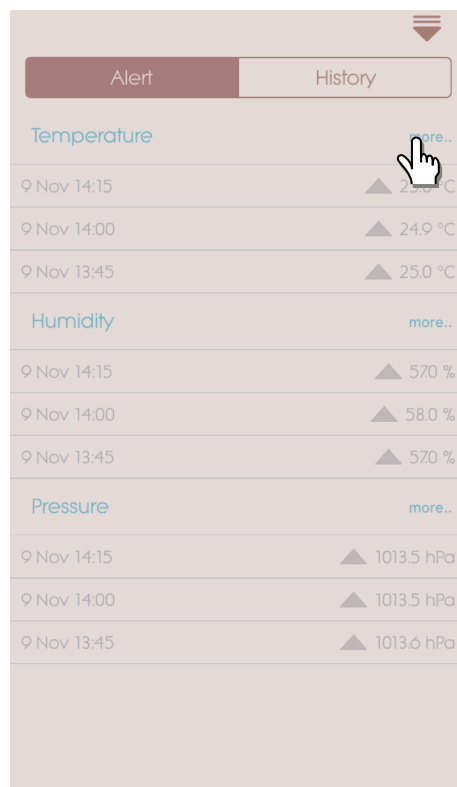 Alert History
Temperature more..
9 Nov 14:15
9 Nov 14:00 24.9 °C
9 Nov 13:45 25.0 °C
Humidity more..
9 Nov 14:15 57.0 %
9 Nov 14:00 58.0 %
9 Nov 13:45 57.0 %
Pressure more..
9 Nov 14:15 1013.5 hPa
9 Nov 14:00 1013.5 hPa
9 Nov 13:45 1013.6 hPa